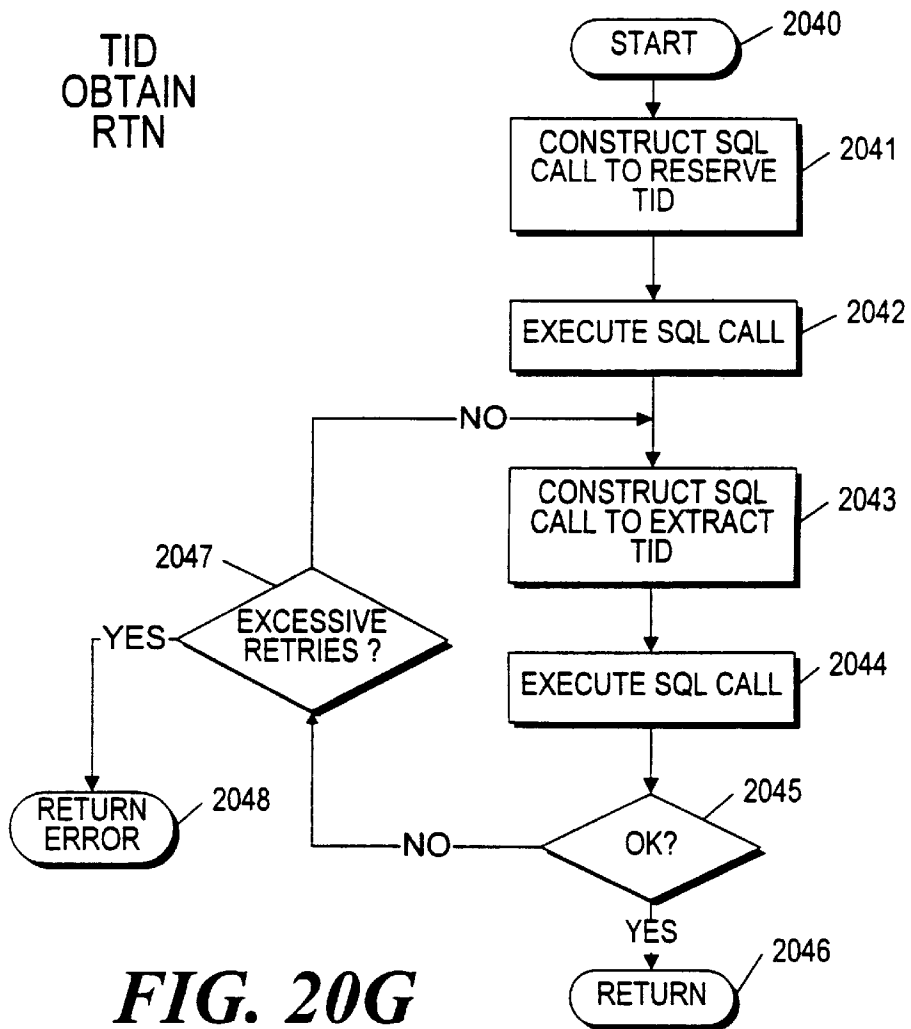 TID
OBTAIN
RTN
START
2040
CONSTRUCT SQL
CALL TO RESERVE
TID
2041
EXECUTE SQL CALL
2042
NO
CONSTRUCT SQL
CALL TO EXTRACT
TID
2043
2047
EXCESSIVE
RETRIES ?
YES
EXECUTE SQL CALL
2044
RETURN
ERROR
2048
NO
OK?
2045
YES
RETURN
2046
FIG. 20G